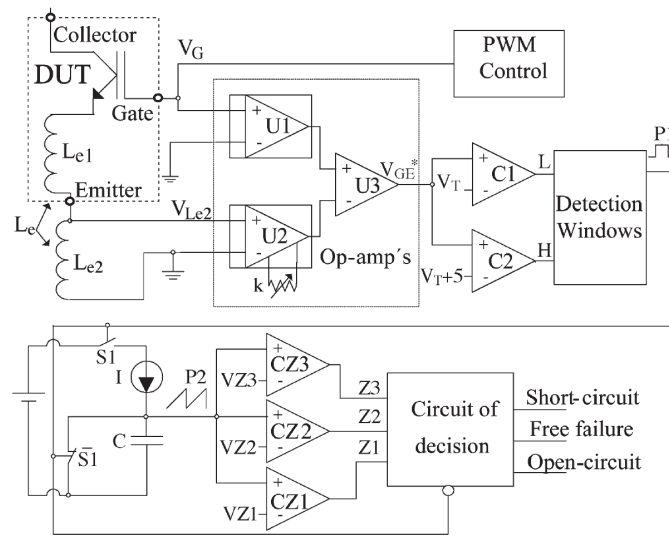 Collector
DUT
Gate
V_G
PWM
Control
L_e1
Emitter
L_e
L_e2
V_Le2
+
-
U1
+
-
U2
k
+
-
U3
V_GE*
Op-amp´s
+
-
C1
V_T
L
+
-
C2
V_T+5
H
Detection
Windows
P1
S1
I
P2
C
S̄1
+
-
CZ3
VZ3
Z3
+
-
CZ2
VZ2
Z2
+
-
CZ1
VZ1
Z1
Circuit of
decision
Short-circuit
Free failure
Open-circuit